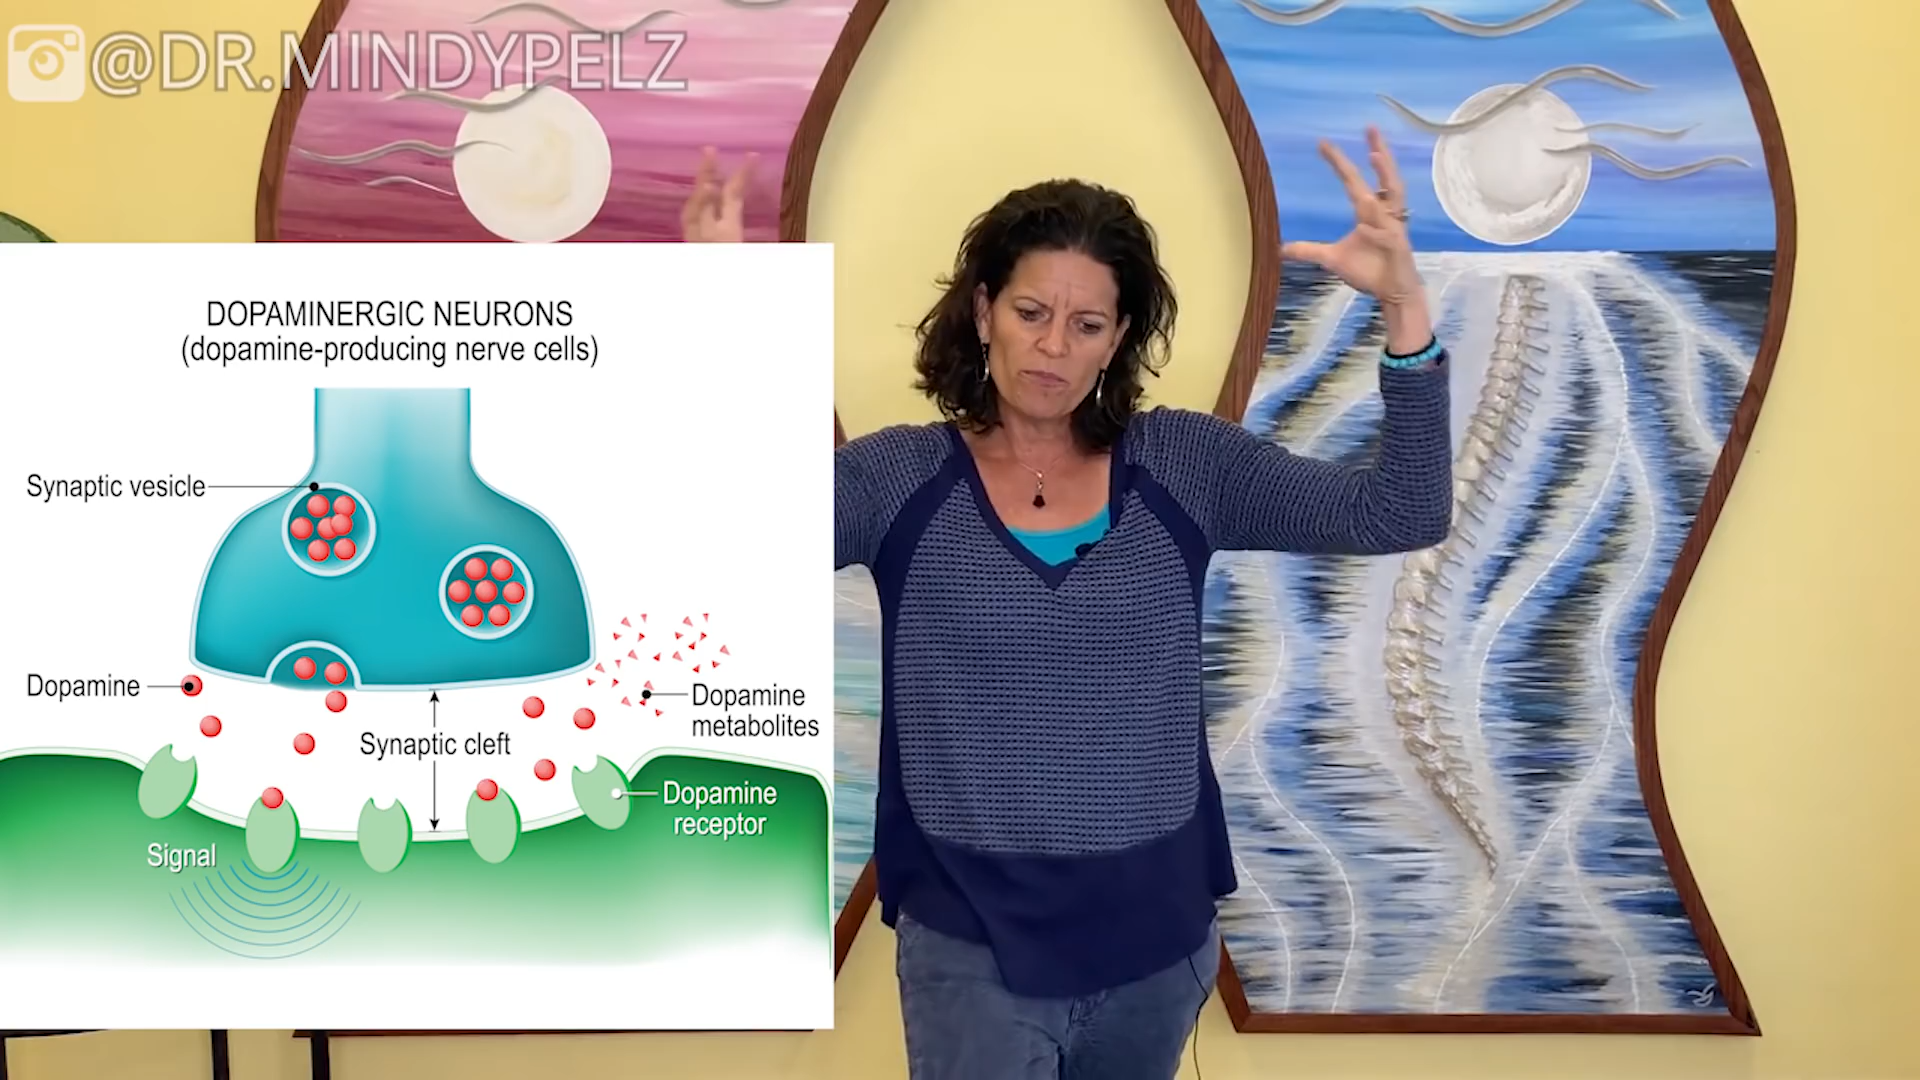 @DR.MINDYPELZ
DOPAMINERGIC NEURONS
(dopamine-producing nerve cells)
Synaptic vesicle
Dopamine
Dopamine
metabolites
Synaptic cleft
Dopamine
receptor
Signal